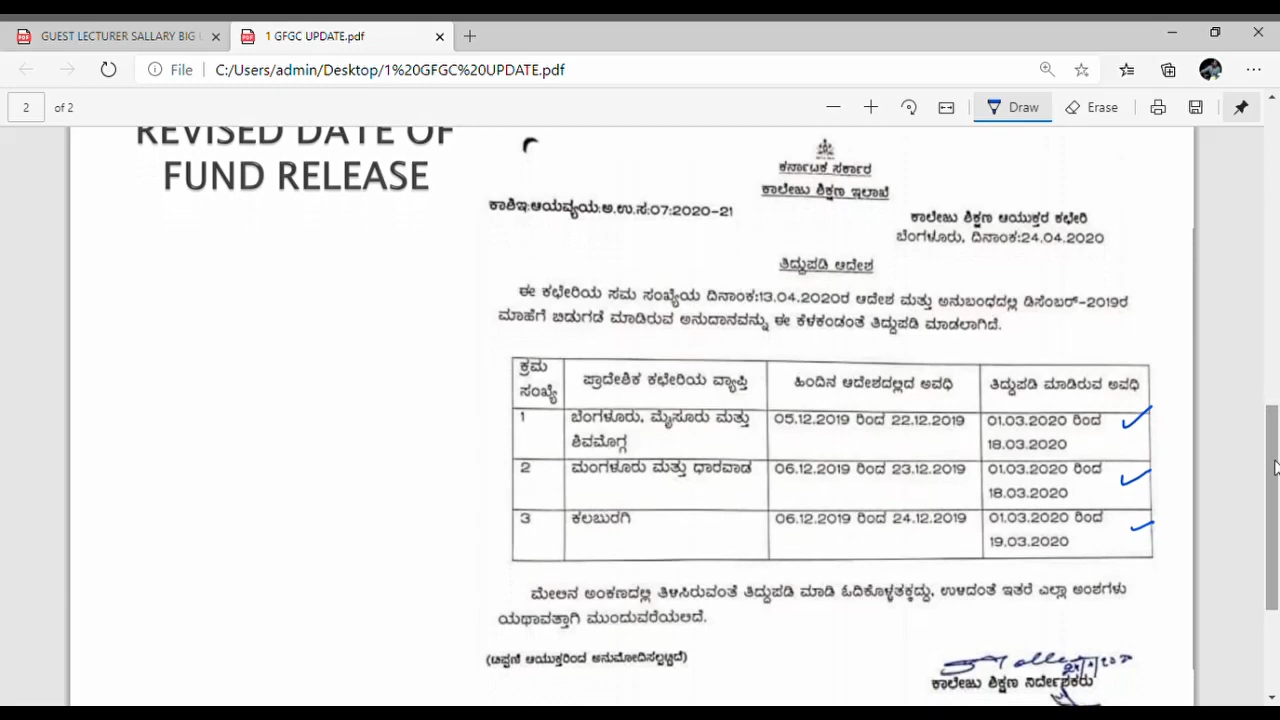 GUEST LECTURER SALLARY BIG
1 GFGC UPDATE.pdf
File
C:/Users/admin/Desktop/1%20GFGC%20UPDATE.pdf
2 of 2
Draw
Erase
REVISED DATE OF
FUND RELEASE
ಕರ್ನಾಟಕ ಸರ್ಕಾರ
ಕಾಲೇಜು ಶಿಕ್ಷಣ ಇಲಾಖೆ
ಕಾಶಿಇ:ಆಯವ್ಯಯ:ಅ.ಉ.ಸ:07:2020-21
ಕಾಲೇಜು ಶಿಕ್ಷಣ ಆಯುಕ್ತರ ಕಛೇರಿ
ಬೆಂಗಳೂರು, ದಿನಾಂಕ:24.04.2020
ತಿದ್ದುಪಡಿ ಆದೇಶ
ಈ ಕಛೇರಿಯ ಸಮ ಸಂಖ್ಯೆಯ ದಿನಾಂಕ:13.04.2020ರ ಆದೇಶ ಮತ್ತು ಅನುಬಂಧದಲ್ಲಿ ಡಿಸೆಂಬರ್-2019ರ
ಮಾಹೆಗೆ ಬಿಡುಗಡೆ ಮಾಡಿರುವ ಅನುದಾನವನ್ನು ಈ ಕೆಳಕಂಡಂತೆ ತಿದ್ದುಪಡಿ ಮಾಡಲಾಗಿದೆ.
ಕ್ರಮ ಸಂಖ್ಯೆ
ಪ್ರಾದೇಶಿಕ ಕಛೇರಿಯ ವ್ಯಾಪ್ತಿ
ಹಿಂದಿನ ಆದೇಶದಲ್ಲಿದ ಅವಧಿ
ತಿದ್ದುಪಡಿ ಮಾಡಿರುವ ಅವಧಿ
1
ಬೆಂಗಳೂರು, ಮೈಸೂರು ಮತ್ತು
ಶಿವಮೊಗ್ಗ
05.12.2019 ರಿಂದ 22.12.2019
01.03.2020 ರಿಂದ
18.03.2020
2
ಮಂಗಳೂರು ಮತ್ತು ಧಾರವಾಡ
06.12.2019 ರಿಂದ 23.12.2019
01.03.2020 ರಿಂದ
18.03.2020
3
ಕಲಬುರಗಿ
06.12.2019 ರಿಂದ 24.12.2019
01.03.2020 ರಿಂದ
19.03.2020
ಮೇಲಿನ ಅಂಕಣದಲ್ಲಿ ತಿಳಿಸಿರುವಂತೆ ತಿದ್ದುಪಡಿ ಮಾಡಿ ಓದಿಕೊಳ್ಳತಕ್ಕದ್ದು, ಉಳಿದಂತೆ ಇತರೆ ಎಲ್ಲಾ ಅಂಶಗಳು
ಯಥಾವತ್ತಾಗಿ ಮುಂದುವರೆಯಲಿದೆ.
(ಟಿಪ್ಪಣಿ ಆಯುಕ್ತರಿಂದ ಅನುಮೋದಿಸಲ್ಪಟ್ಟಿದೆ)
ಕಾಲೇಜು ಶಿಕ್ಷಣ ನಿರ್ದೇಶಕರು